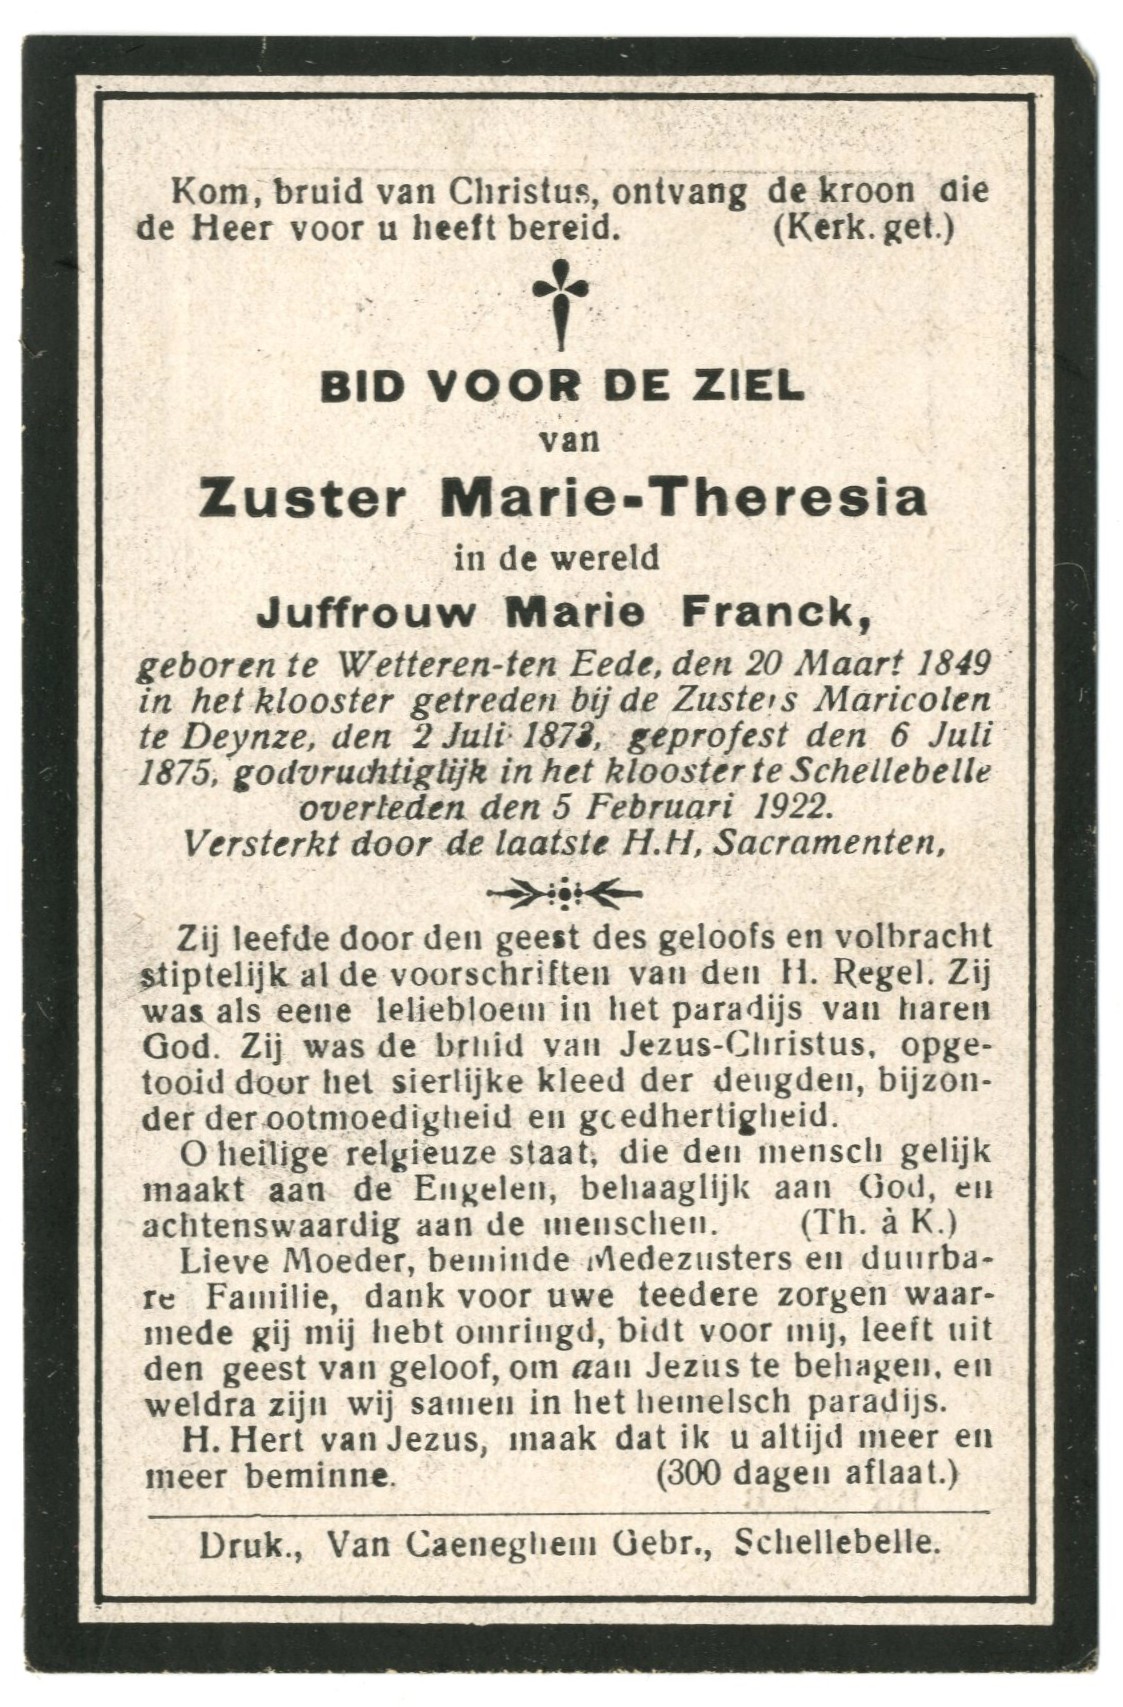 Kom, bruid van Christus, ontvang de kroon die
de Heer voor u heeft bereid. (Kerk. get.)
BID VOOR DE ZIEL
van
Zuster Marie-Theresia
in de wereld
Juffrouw Marie Franck,
geboren te Wetteren-ten Eede, den 20 Maart 1849
in het klooster getreden bij de Zusters Maricolen
te Deynze, den 2 Juli 1873, geprofest den 6 Juli
1875, godvruchtiglijk in het klooster te Schellebelle
overleden den 5 Februari 1922.
Versterkt door de laatste H.H, Sacramenten,
Zij leefde door den geest des geloofs en volbracht
stiptelijk al de voorschriften van den H. Regel. Zij
was als eene leliebloem in het paradijs van haren
God. Zij was de bruid van Jezus-Christus, opge-
tooid door het sierlijke kleed der deugden, bijzon-
der der ootmoedigheid en goedhertigheid.
O heilige relgieuze staat, die den mensch gelijk
maakt aan de Engelen, behaaglijk aan God, en
achtenswaardig aan de menschen. (Th. à K.)
Lieve Moeder, beminde Medezusters en duurba-
re Familie, dank voor uwe teedere zorgen waar-
mede gij mij hebt omringd, bidt voor mij, leeft uit
den geest van geloof, om aan Jezus te behagen, en
weldra zijn wij samen in het hemelsch paradijs.
H. Hert van Jezus, maak dat ik u altijd meer en
meer beminne. (300 dagen aflaat.)
Druk., Van Caeneghem Gebr., Schellebelle.